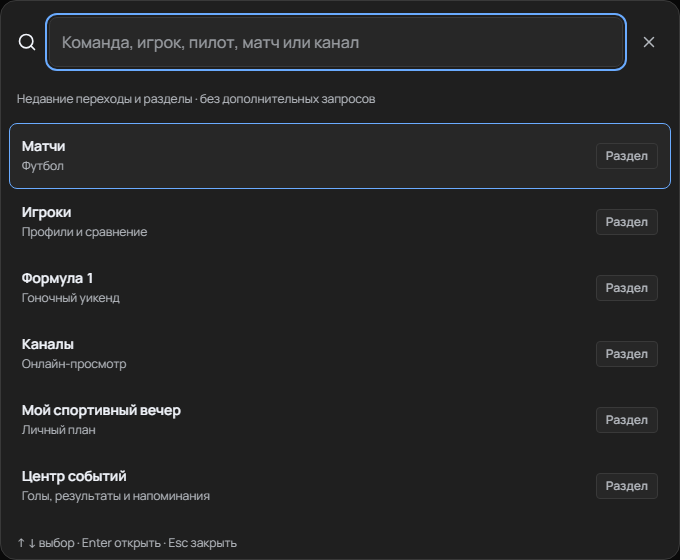 Команда, игрок, пилот, матч или канал
Недавние переходы и разделы · без дополнительных запросов
Матчи
Футбол
Раздел
Игроки
Профили и сравнение
Раздел
Формула 1
Гоночный уикенд
Раздел
Каналы
Онлайн-просмотр
Раздел
Мой спортивный вечер
Личный план
Раздел
Центр событий
Голы, результаты и напоминания
Раздел
↑ ↓ выбор · Enter открыть · Esc закрыть